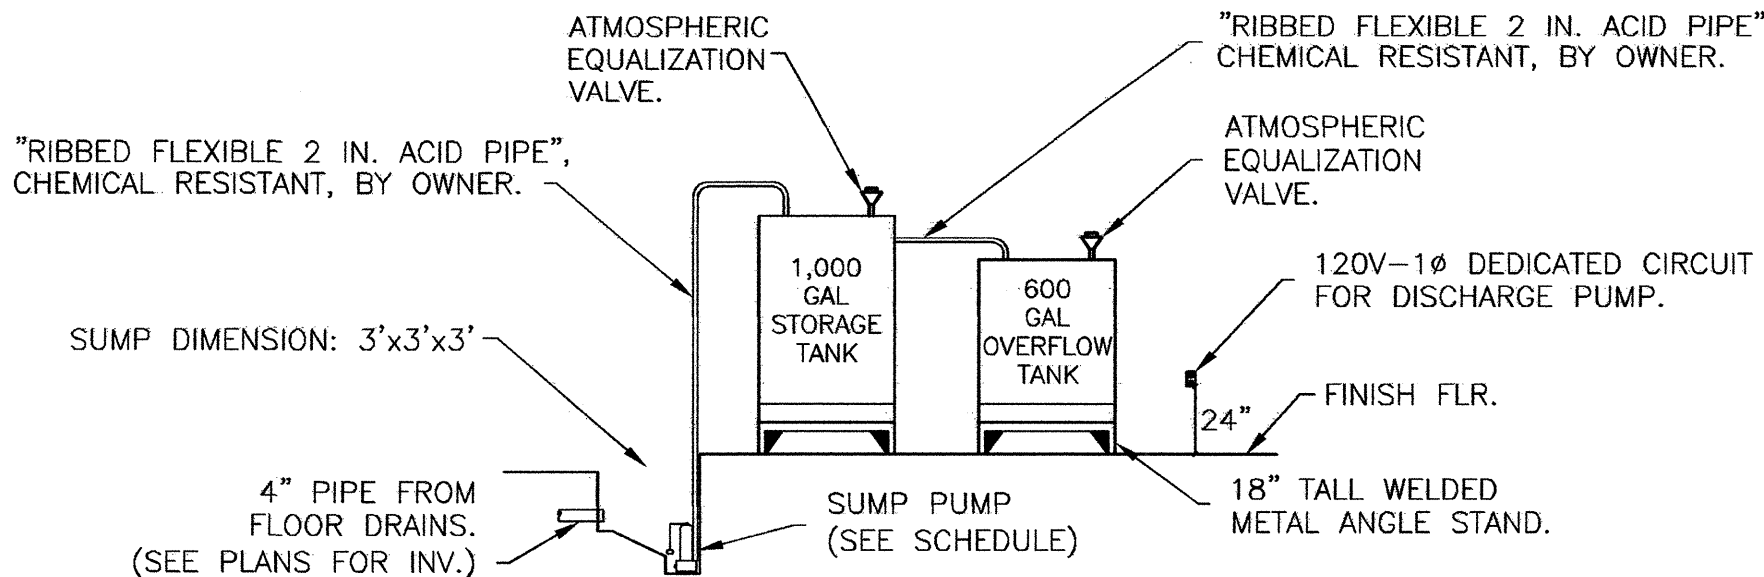 ATMOSPHERIC
EQUALIZATION
VALVE.
"RIBBED FLEXIBLE 2 IN. ACID PIPE"
CHEMICAL RESISTANT, BY OWNER.
"RIBBED FLEXIBLE 2 IN. ACID PIPE",
CHEMICAL RESISTANT, BY OWNER.
ATMOSPHERIC
EQUALIZATION
VALVE.
1,000
GAL
STORAGE
TANK
600
GAL
OVERFLOW
TANK
120V-1ø DEDICATED CIRCUIT
FOR DISCHARGE PUMP.
SUMP DIMENSION: 3'x3'x3'
FINISH FLR.
24"
4" PIPE FROM
FLOOR DRAINS.
(SEE PLANS FOR INV.)
SUMP PUMP
(SEE SCHEDULE)
18" TALL WELDED
METAL ANGLE STAND.